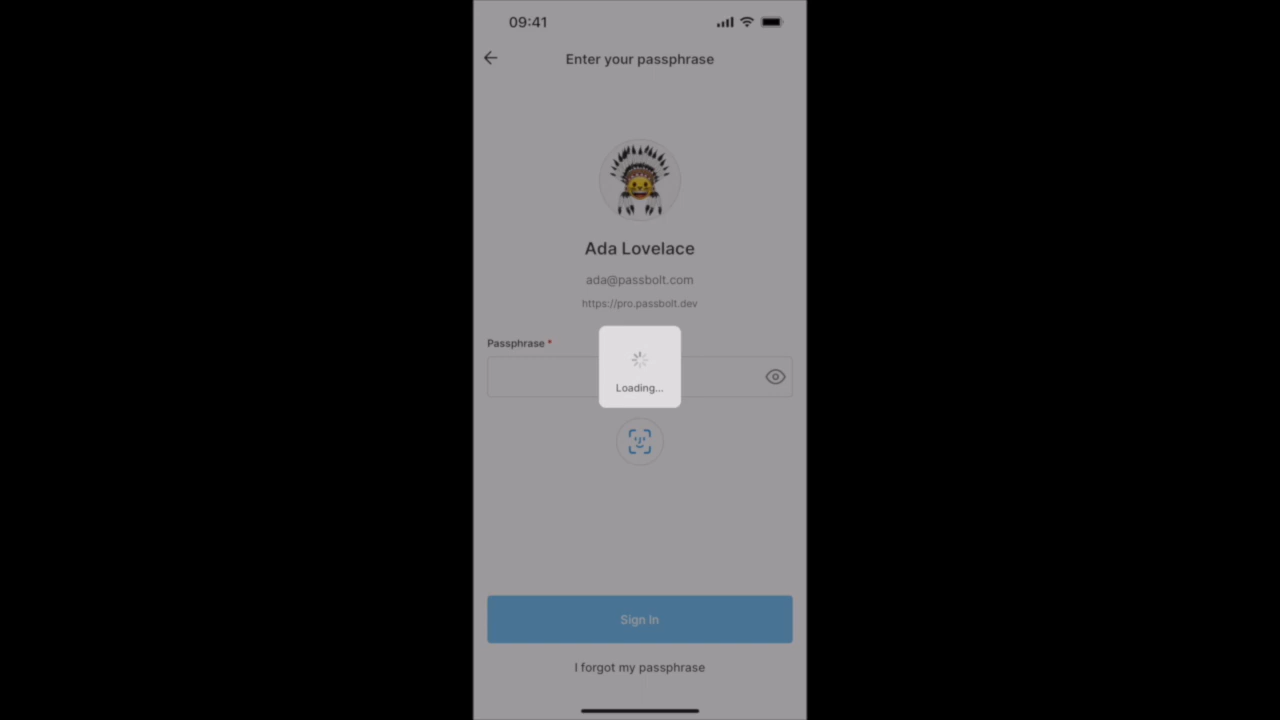 09:41
Enter your passphrase
Ada Lovelace
ada@passbolt.com
https://pro.passbolt.dev
Passphrase *
Loading...
Sign In
I forgot my passphrase